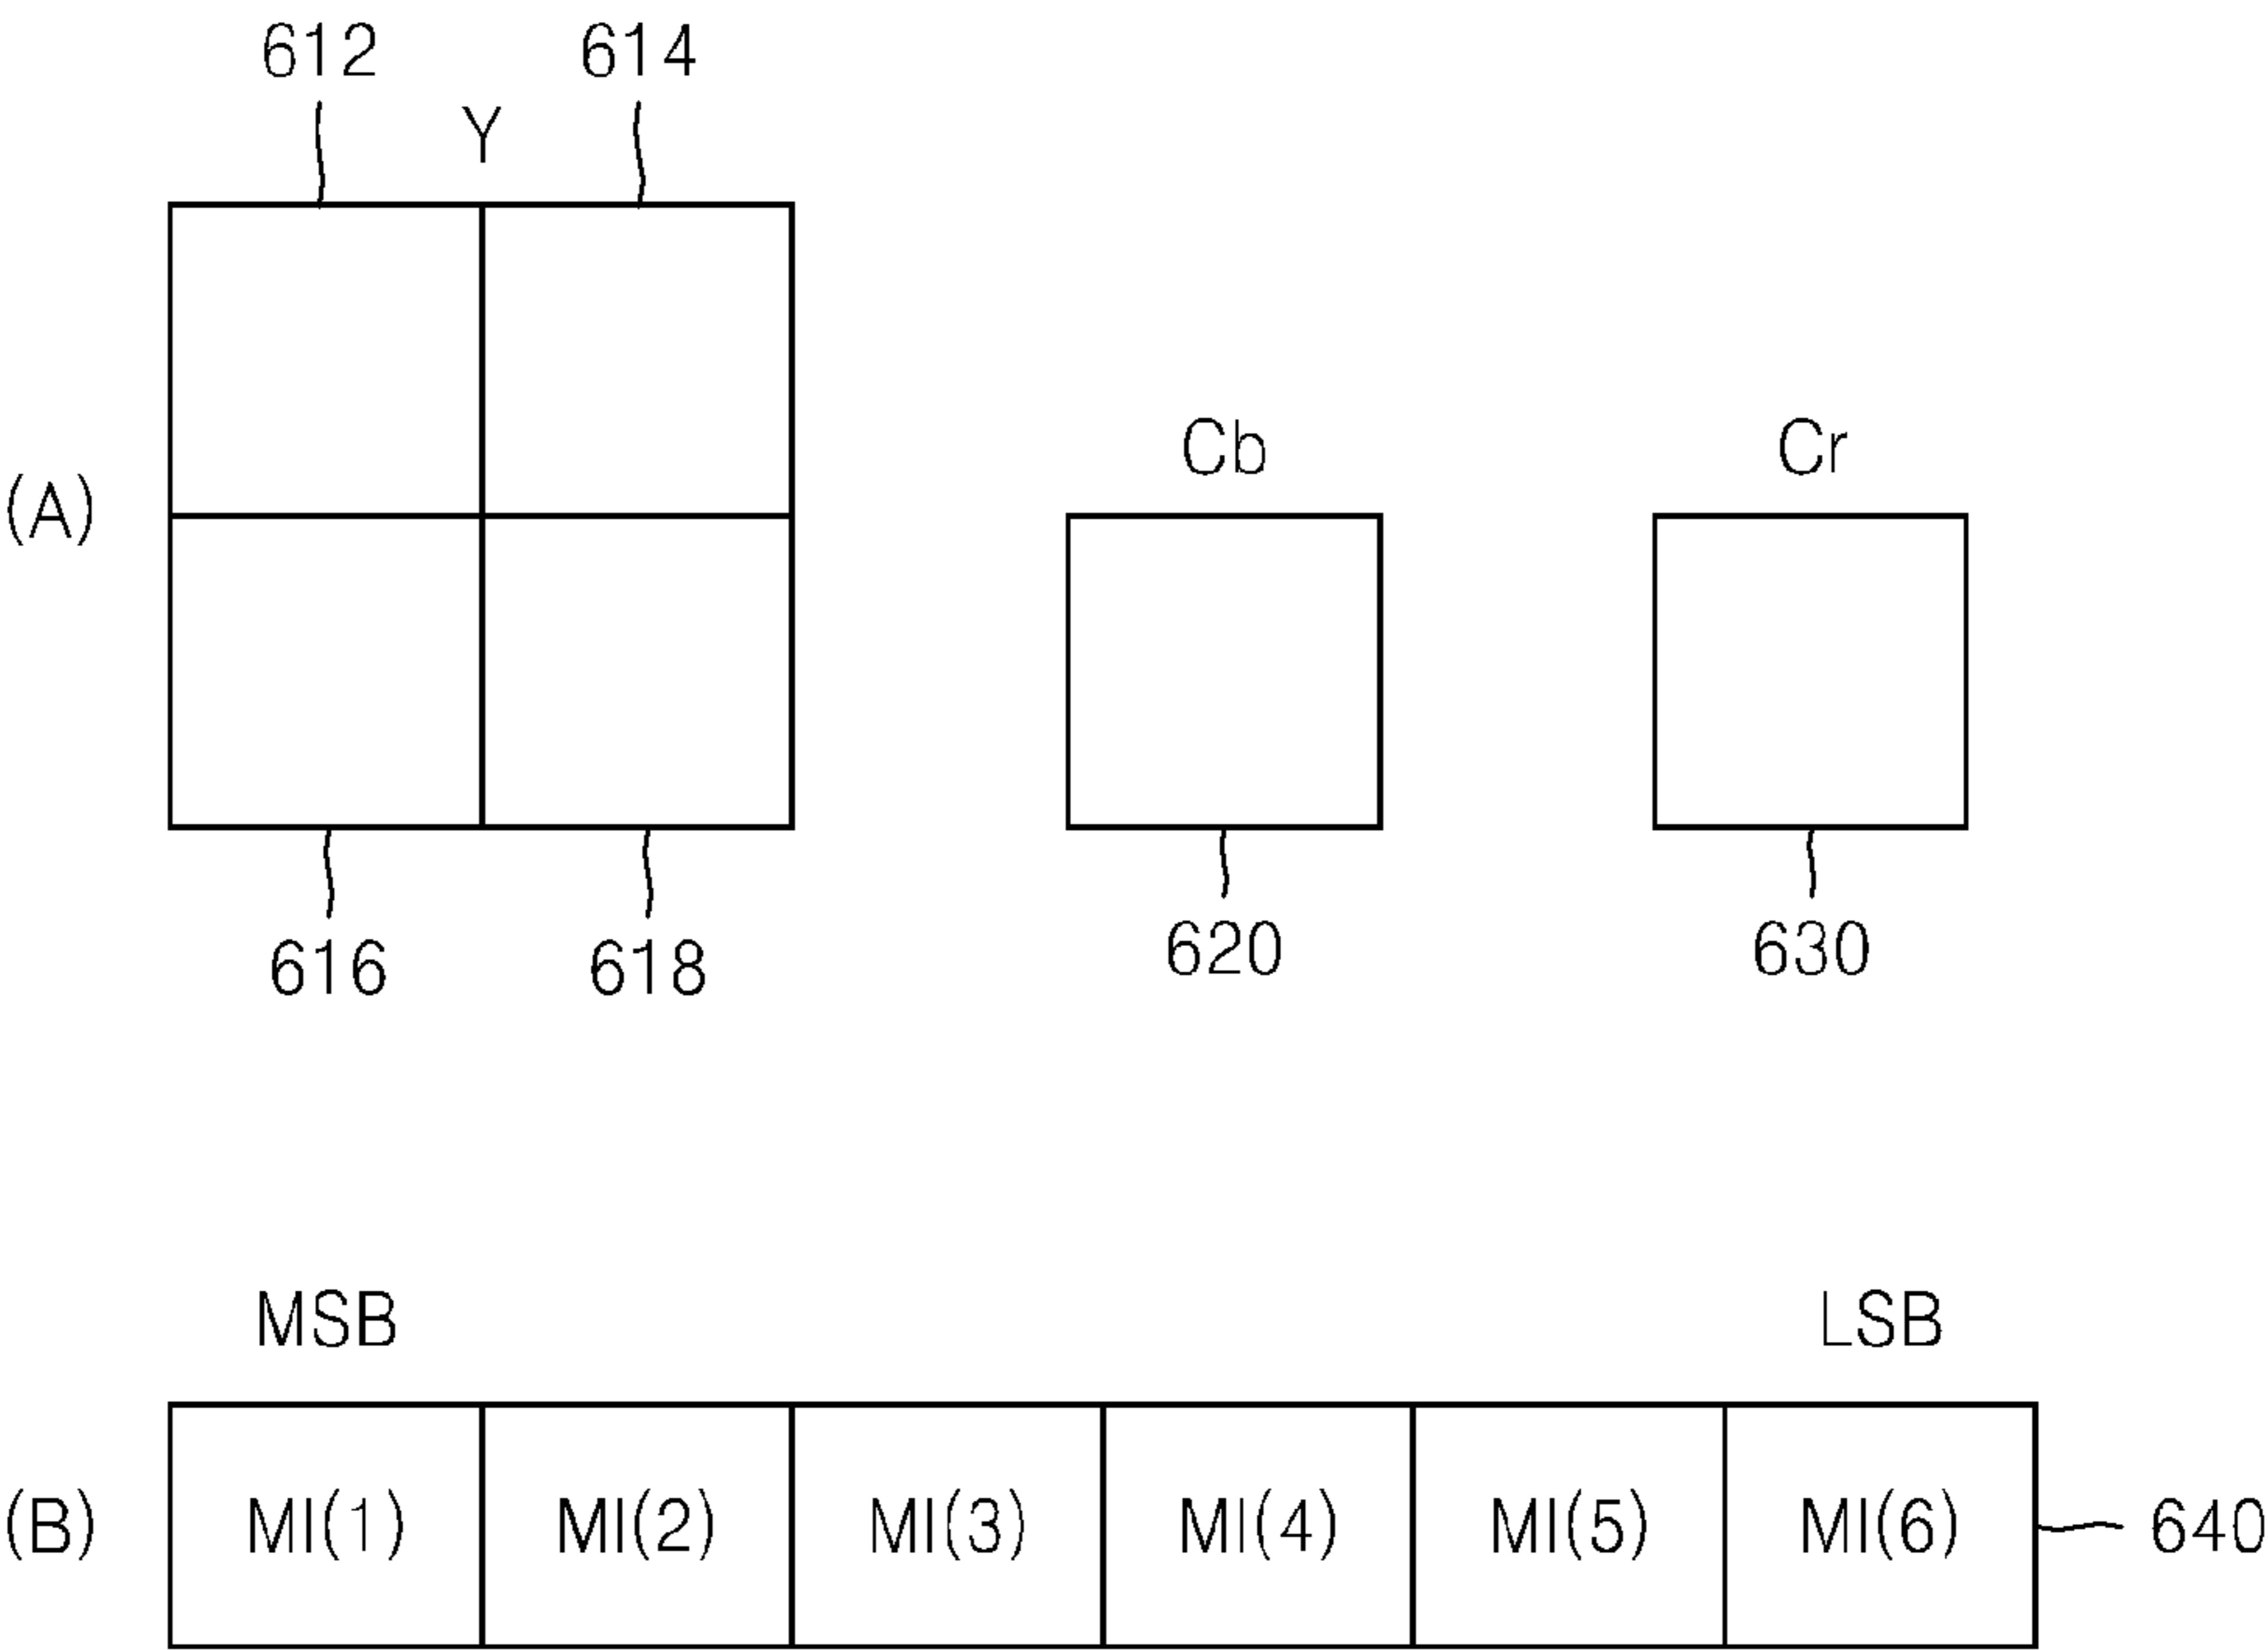 612 614
Y
(A)
Cb Cr
616 618 620 630
MSB LSB
(B) MI(1) MI(2) MI(3) MI(4) MI(5) MI(6) 640